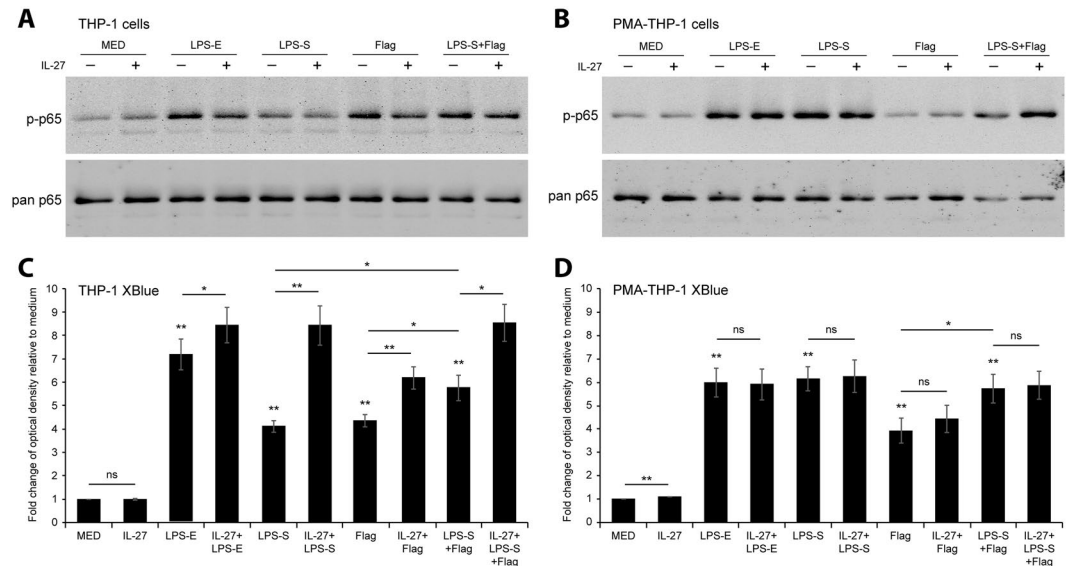 A THP-1 cells
MED LPS-E LPS-S Flag LPS-S+Flag
IL-27 – + – + – + – + – +
p-p65
pan p65
B PMA-THP-1 cells
MED LPS-E LPS-S Flag LPS-S+Flag
IL-27 – + – + – + – + – +
p-p65
pan p65
C THP-1 XBlue
Fold change of optical density relative to medium
10
9
8
7
6
5
4
3
2
1
0
ns
**
*
**
**
**
**
*
*
**
*
MED IL-27 LPS-E IL-27+ LPS-S IL-27+ Flag IL-27+ LPS-S IL-27+
LPS-E LPS-S Flag +Flag LPS-S
+Flag
D PMA-THP-1 XBlue
Fold change of optical density relative to medium
10
9
8
7
6
5
4
3
2
1
0
**
**
ns
**
ns
**
ns
*
**
ns
MED IL-27 LPS-E IL-27+ LPS-S IL-27+ Flag IL-27+ LPS-S IL-27+
LPS-E LPS-S Flag +Flag LPS-S
+Flag